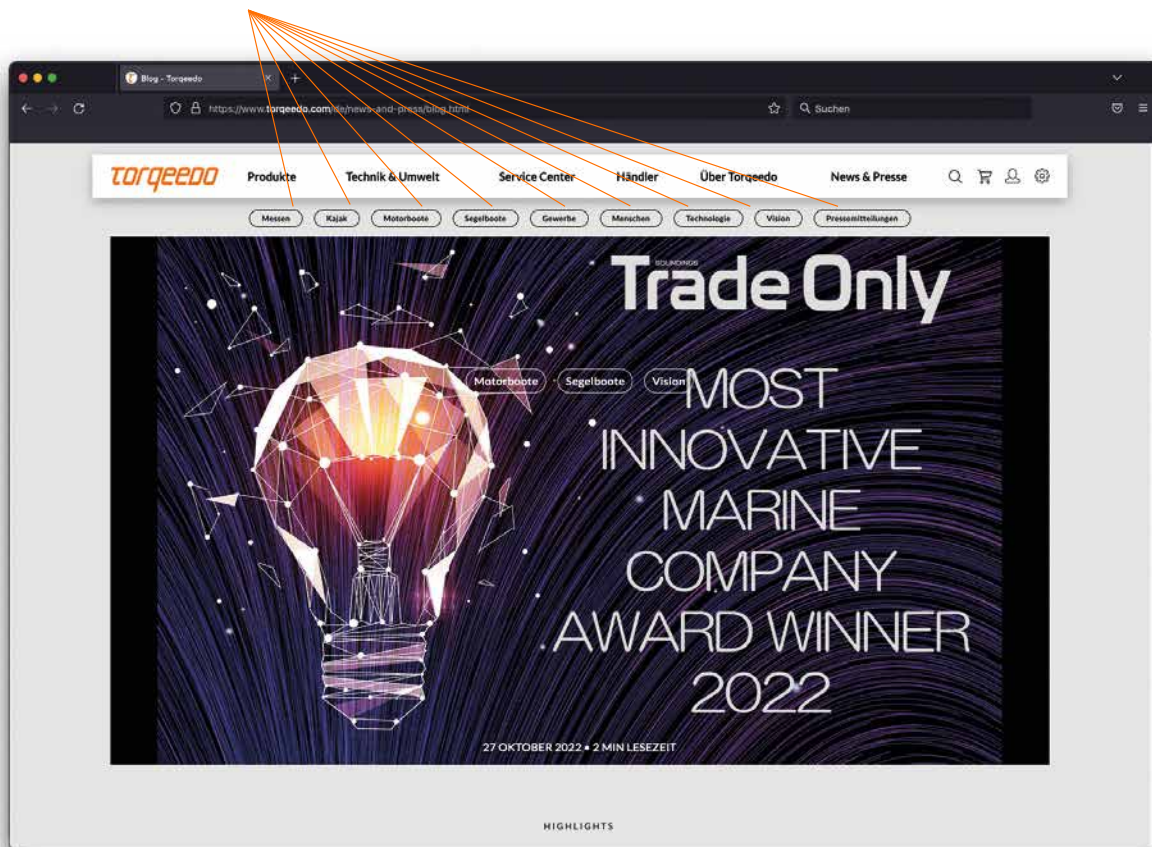 Blog - Torqeedo
https://www.torqeedo.com/de/news-and-press/blog.html
Suchen
TORQEEDO
Produkte Technik & Umwelt Service Center Händler Über Torqeedo News & Presse
Messen Kajak Motorboote Segelboote Gewerbe Menschen Technologie Vision Pressemitteilungen
SOUNDINGS
Trade Only
Motorboote Segelboote Vision
MOST
INNOVATIVE
MARINE
COMPANY
AWARD WINNER
2022
27 OKTOBER 2022 • 2 MIN LESEZEIT
HIGHLIGHTS